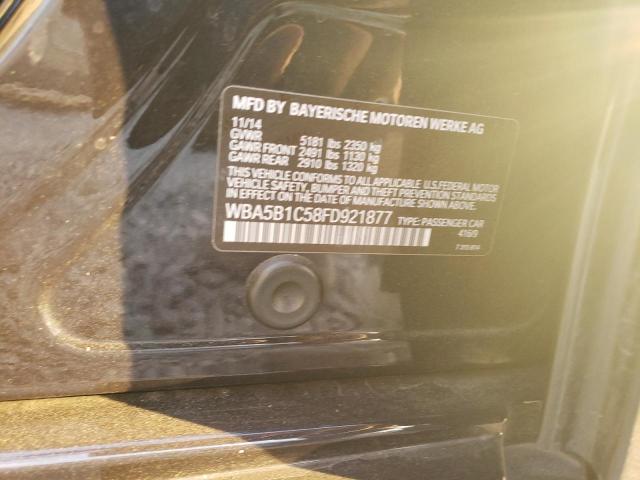 MFD BY BAYERISCHE MOTOREN WERKE AG
11/14
GVWR 5181 lbs 2350 kg
GAWR FRONT 2491 lbs 1130 kg
GAWR REAR 2910 lbs 1320 kg
THIS VEHICLE CONFORMS TO ALL APPLICABLE U.S. FEDERAL MOTOR
VEHICLE SAFETY, BUMPER AND THEFT PREVENTION STANDARDS
IN EFFECT ON THE DATE OF MANUFACTURE SHOWN ABOVE.
WBA5B1C58FD921877 TYPE: PASSENGER CAR
416/9